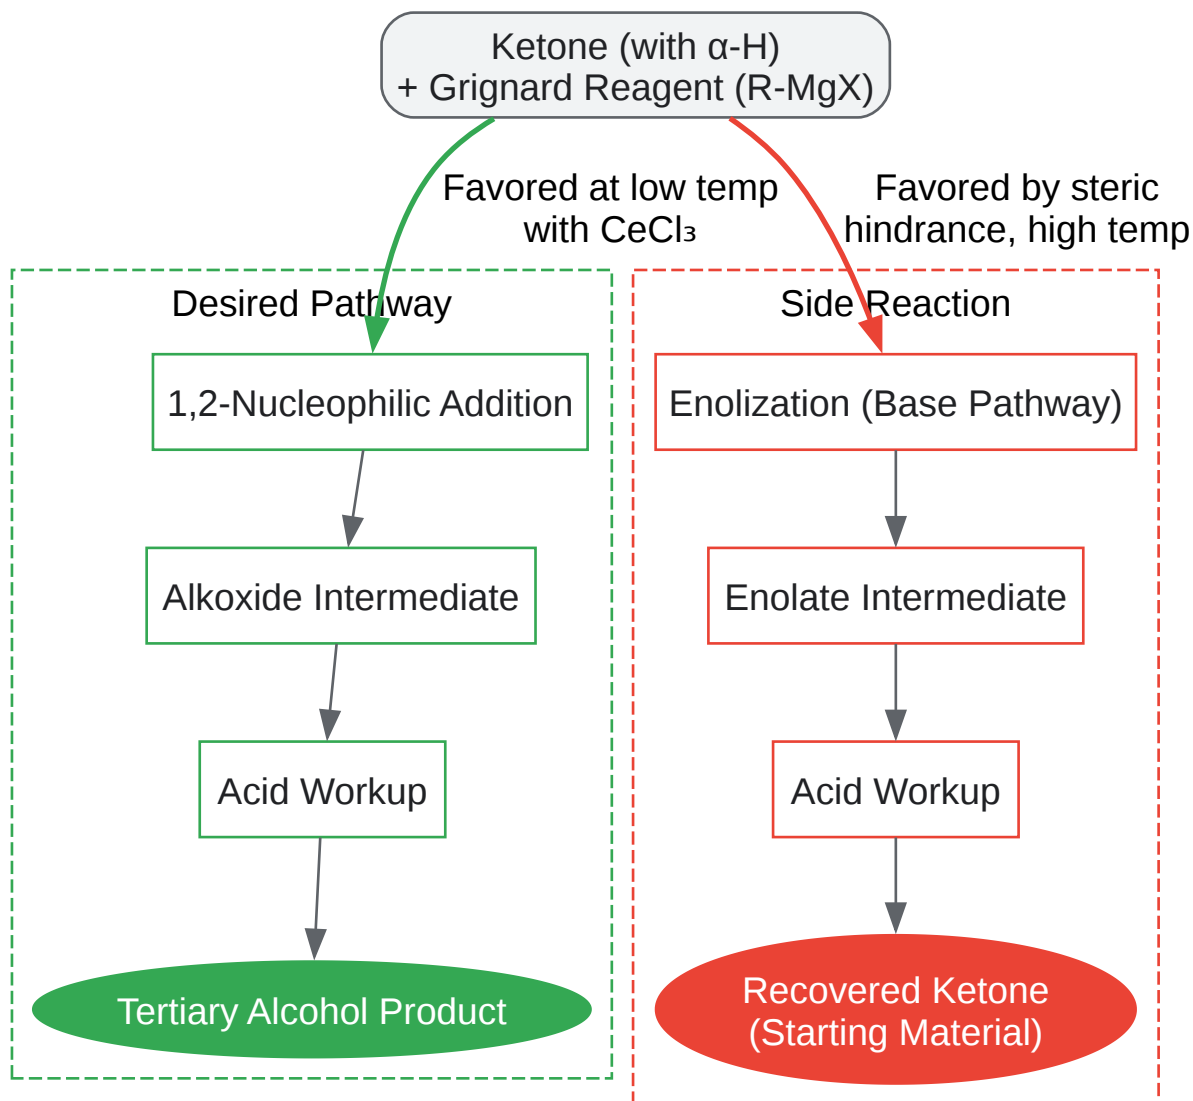 Ketone (with α-H)
+ Grignard Reagent (R-MgX)
Favored at low temp
with CeCl₃
Favored by steric
hindrance, high temp
Desired Pathway
1,2-Nucleophilic Addition
Alkoxide Intermediate
Acid Workup
Tertiary Alcohol Product
Side Reaction
Enolization (Base Pathway)
Enolate Intermediate
Acid Workup
Recovered Ketone
(Starting Material)